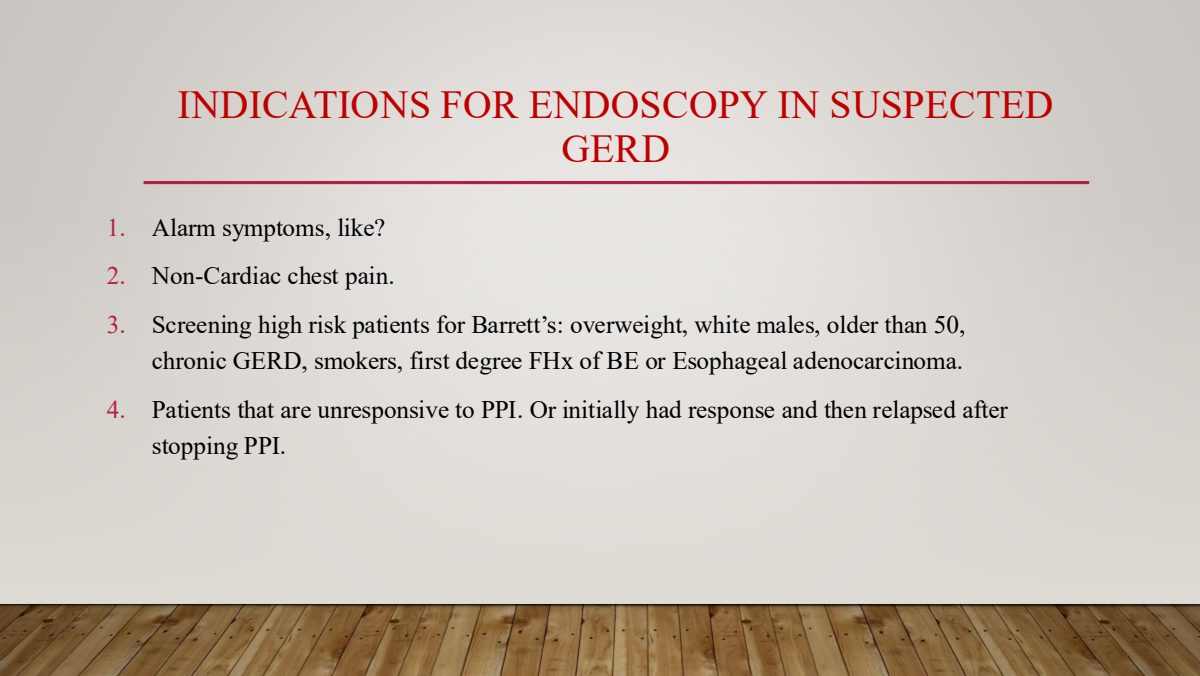 INDICATIONS FOR ENDOSCOPY IN SUSPECTED
GERD
1. Alarm symptoms, like?
2. Non-Cardiac chest pain.
3. Screening high risk patients for Barrett’s: overweight, white males, older than 50,
chronic GERD, smokers, first degree FHx of BE or Esophageal adenocarcinoma.
4. Patients that are unresponsive to PPI. Or initially had response and then relapsed after
stopping PPI.